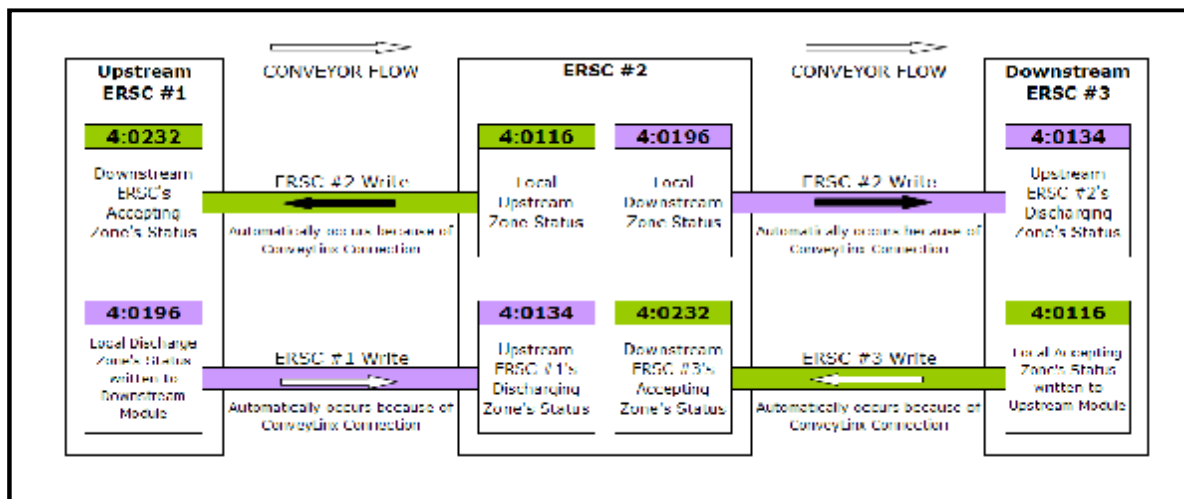 Upstream
ERSC #1
CONVEYOR FLOW
ERSC #2
CONVEYOR FLOW
Downstream
ERSC #3
4:0232
Downstream
ERSC's
Accepting
Zone's Status
ERSC #2 Write
Automatically occurs because of
ConveyLinx Connection
4:0116
Local
Upstream
Zone Status
4:0196
Local
Downstream
Zone Status
ERSC #2 Write
Automatically occurs because of
ConveyLinx Connection
4:0134
Upstream
ERSC #2's
Discharging
Zone's Status
4:0196
Local Discharge
Zone's Status
written to
Downstream
Module
ERSC #1 Write
Automatically occurs because of
ConveyLinx Connection
4:0134
Upstream
ERSC #1's
Discharging
Zone's Status
4:0232
Downstream
ERSC #3's
Accepting
Zone's Status
ERSC #3 Write
Automatically occurs because of
ConveyLinx Connection
4:0116
Local Accepting
Zone's Status
written to
Upstream Module